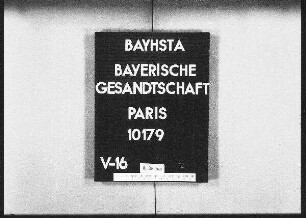 BAYHSTA
BAYERISCHE
GESANDTSCHAFT
PARIS
10179
V-16